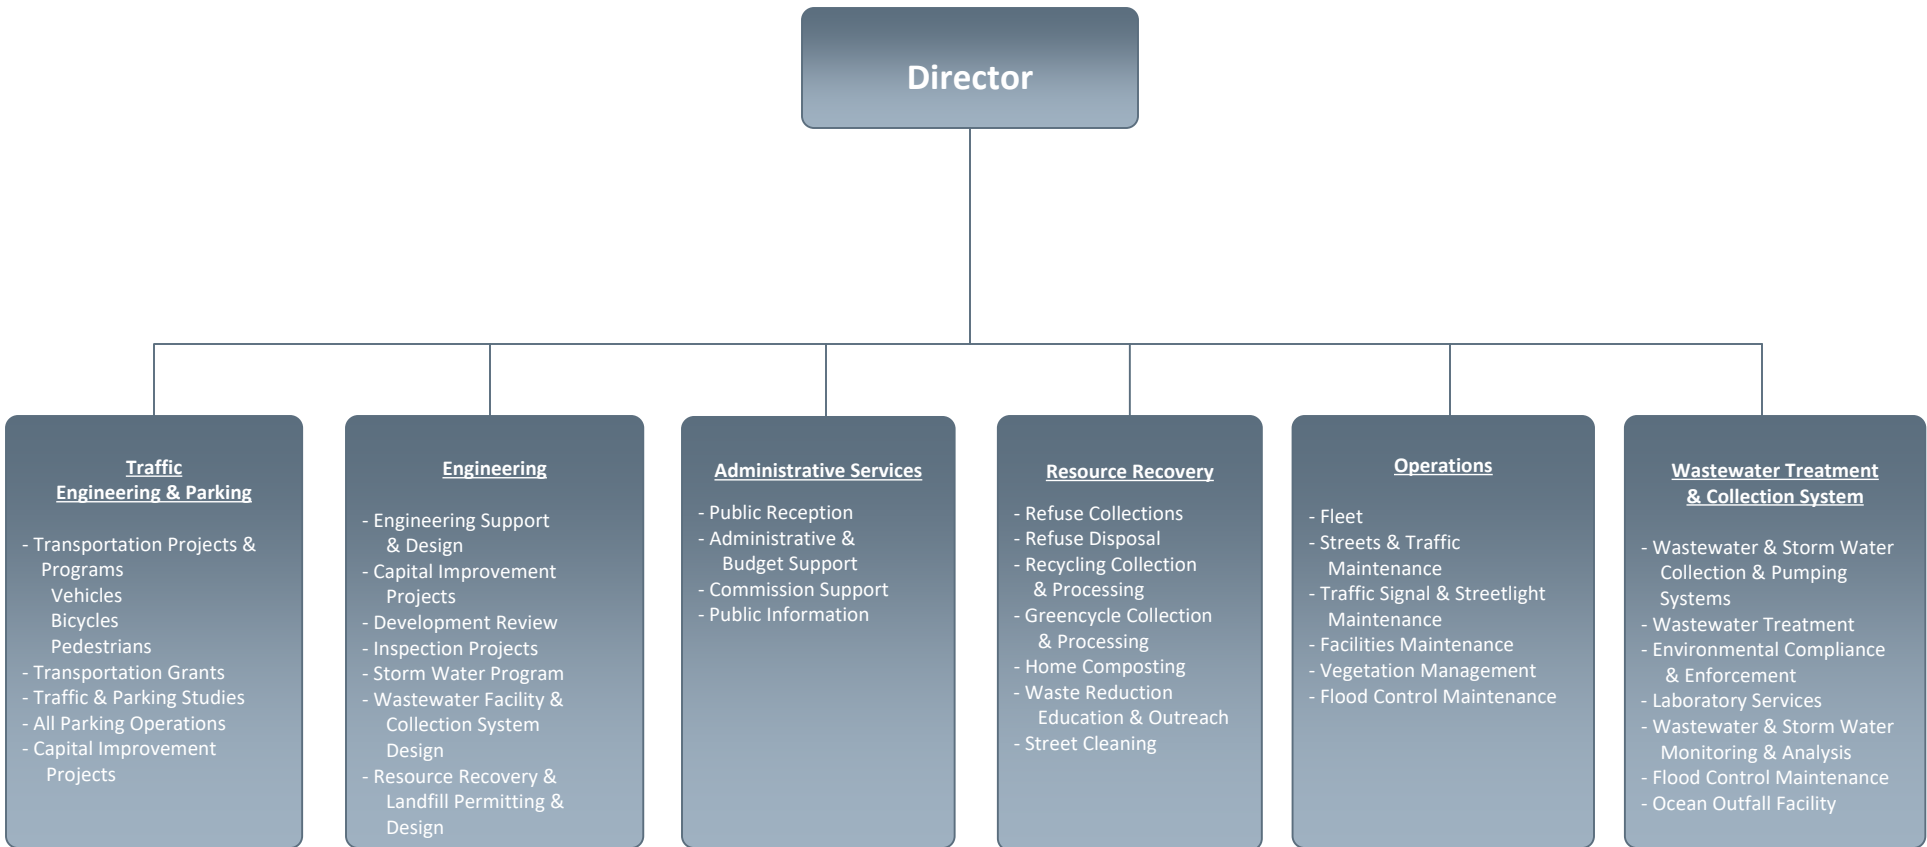 Director
Traffic
Engineering & Parking
- Transportation Projects &
Programs
Vehicles
Bicycles
Pedestrians
- Transportation Grants
- Traffic & Parking Studies
- All Parking Operations
- Capital Improvement
Projects
Engineering
- Engineering Support
& Design
- Capital Improvement
Projects
- Development Review
- Inspection Projects
- Storm Water Program
- Wastewater Facility &
Collection System
Design
- Resource Recovery &
Landfill Permitting &
Design
Administrative Services
- Public Reception
- Administrative &
Budget Support
- Commission Support
- Public Information
Resource Recovery
- Refuse Collections
- Refuse Disposal
- Recycling Collection
& Processing
- Greencycle Collection
& Processing
- Home Composting
- Waste Reduction
Education & Outreach
- Street Cleaning
Operations
- Fleet
- Streets & Traffic
Maintenance
- Traffic Signal & Streetlight
Maintenance
- Facilities Maintenance
- Vegetation Management
- Flood Control Maintenance
Wastewater Treatment
& Collection System
- Wastewater & Storm Water
Collection & Pumping
Systems
- Wastewater Treatment
- Environmental Compliance
& Enforcement
- Laboratory Services
- Wastewater & Storm Water
Monitoring & Analysis
- Flood Control Maintenance
- Ocean Outfall Facility